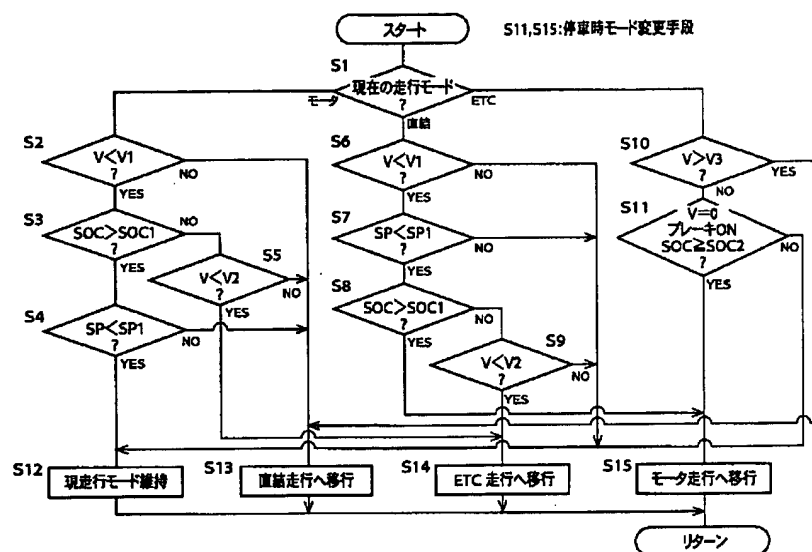 スタート
S11,S15:停車時モード変更手段
S1
現在の走行モード
?
モータ
ETC
直結
S2
V<V1
?
NO
YES
S6
V<V1
?
NO
YES
S10
V>V3
?
YES
NO
S3
SOC>SOC1
?
NO
YES
S7
SP<SP1
?
NO
YES
S11
V=0
ブレーキON
SOC≧SOC2
?
NO
YES
S5
V<V2
?
NO
YES
S8
SOC>SOC1
?
NO
YES
S4
SP<SP1
?
NO
YES
S9
V<V2
?
NO
YES
S12
現走行モード維持
S13
直結走行へ移行
S14
ETC 走行へ移行
S15
モータ走行へ移行
リターン